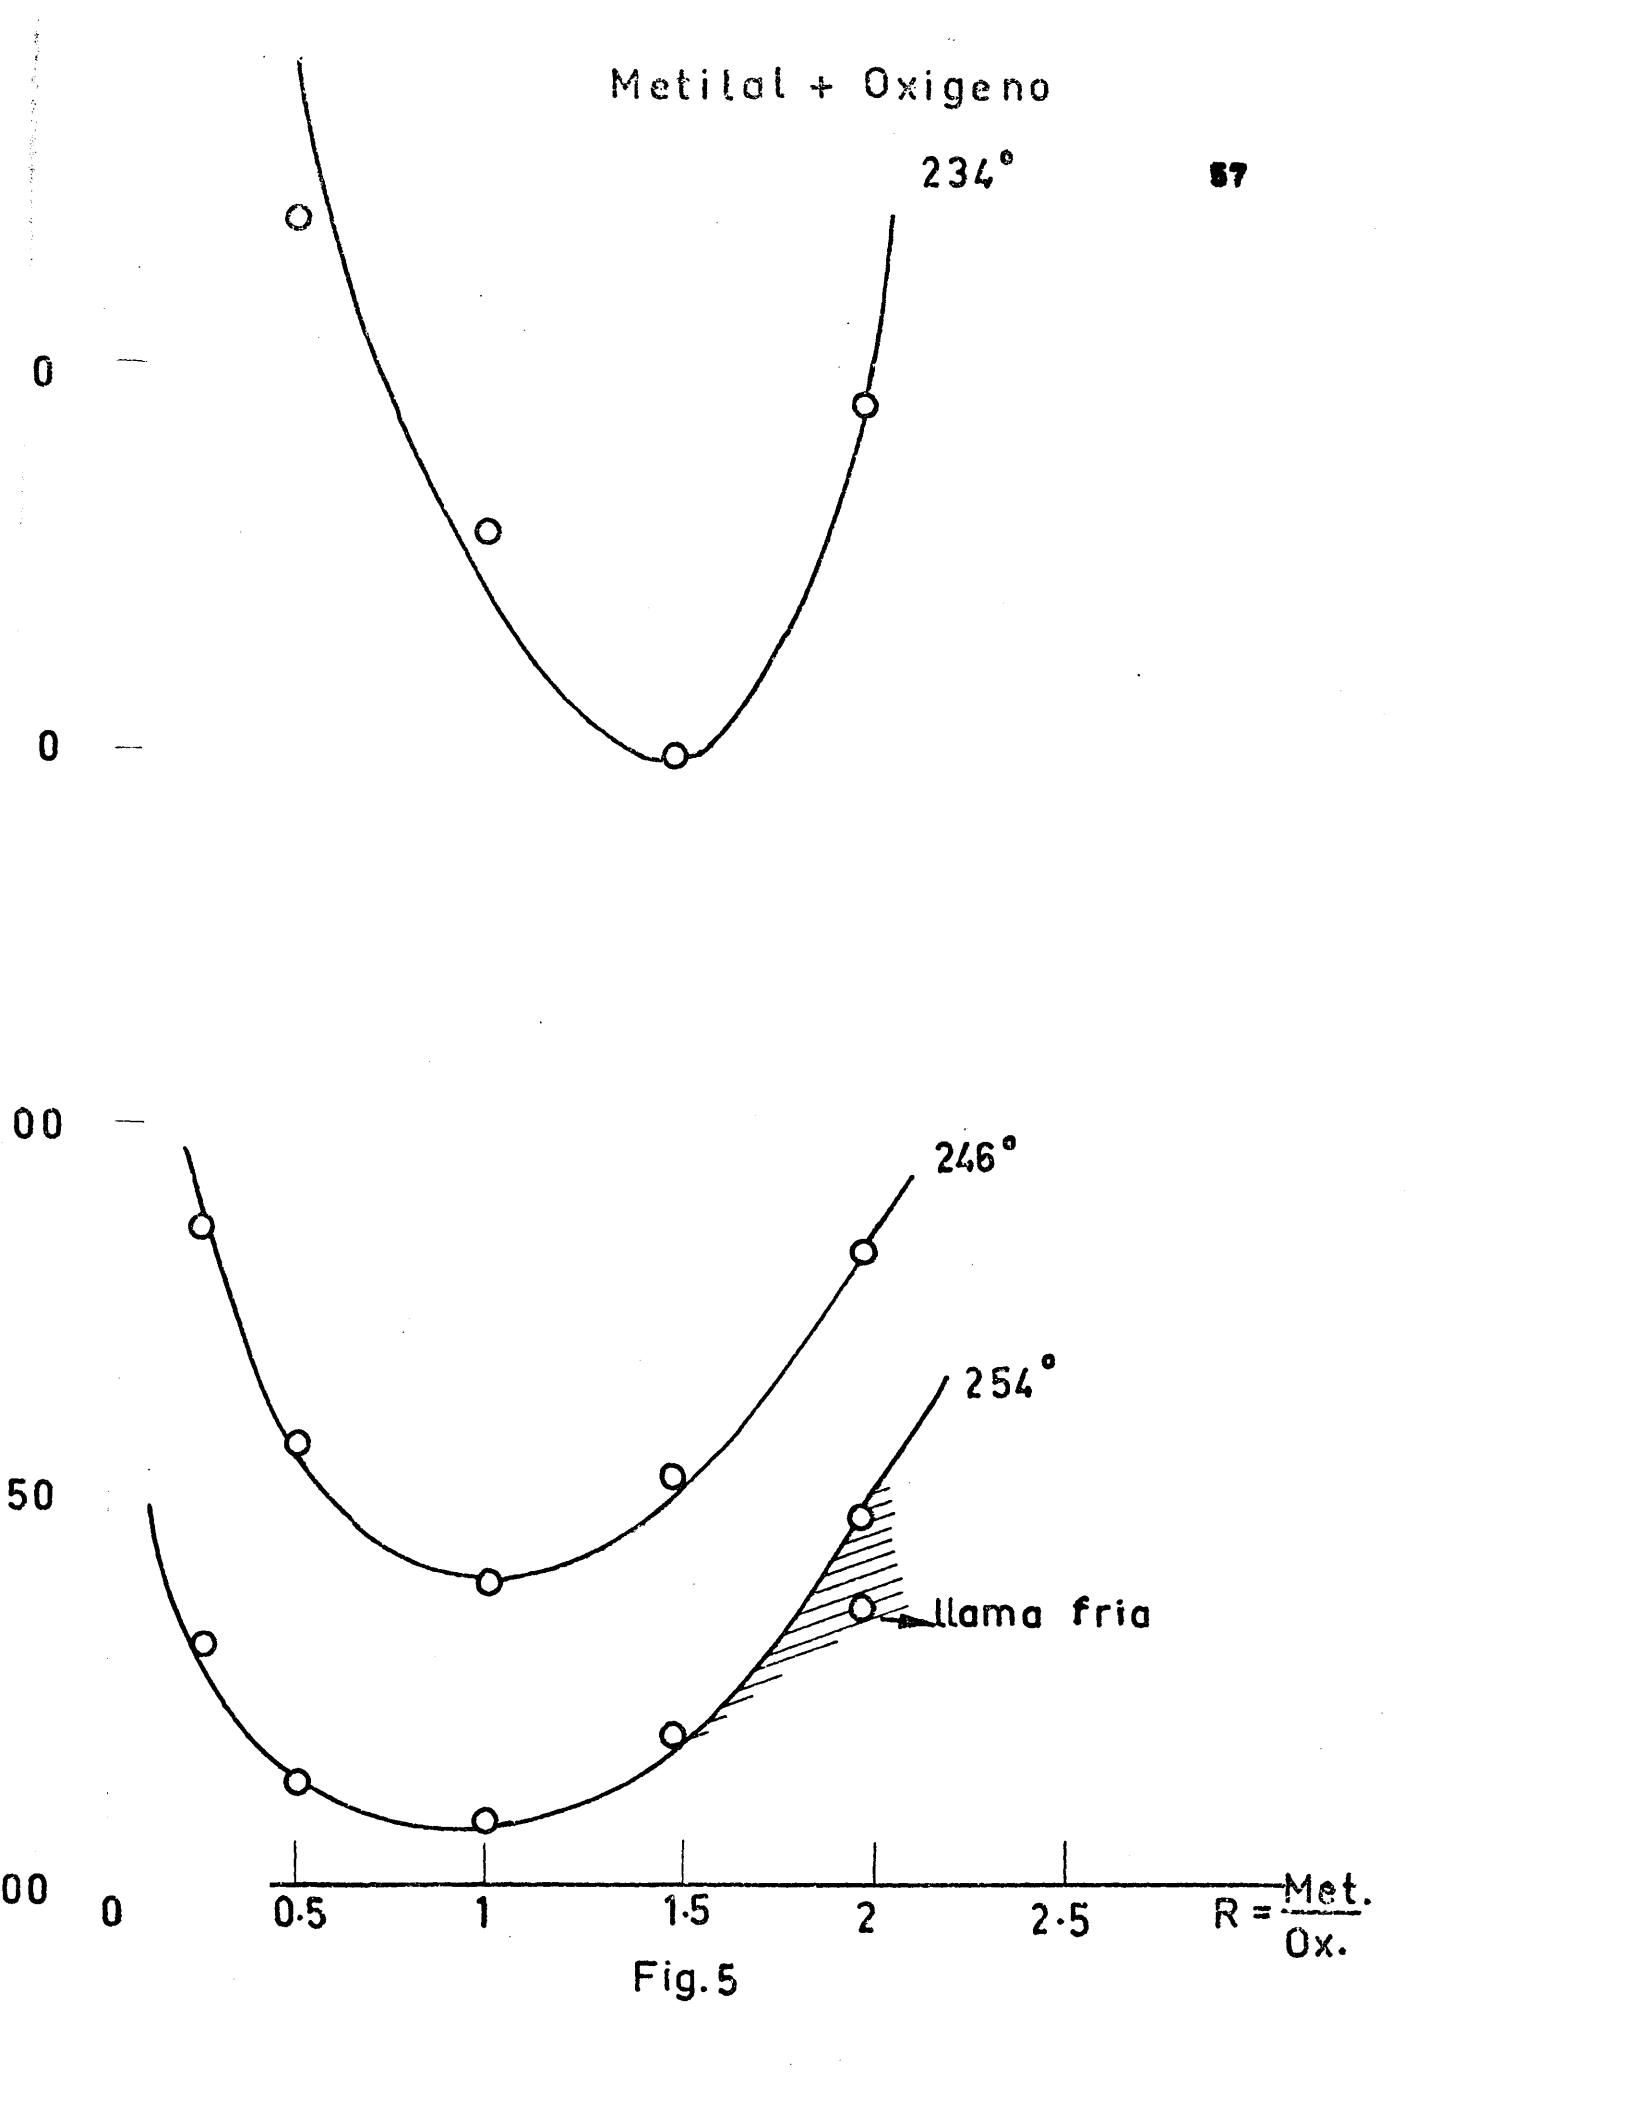 Metilal + Oxigeno
234°
57
0
0
00
246°
254°
50
llama fria
00
0 0.5 1 1.5 2 2.5 R = Met. / Ox.
Fig.5